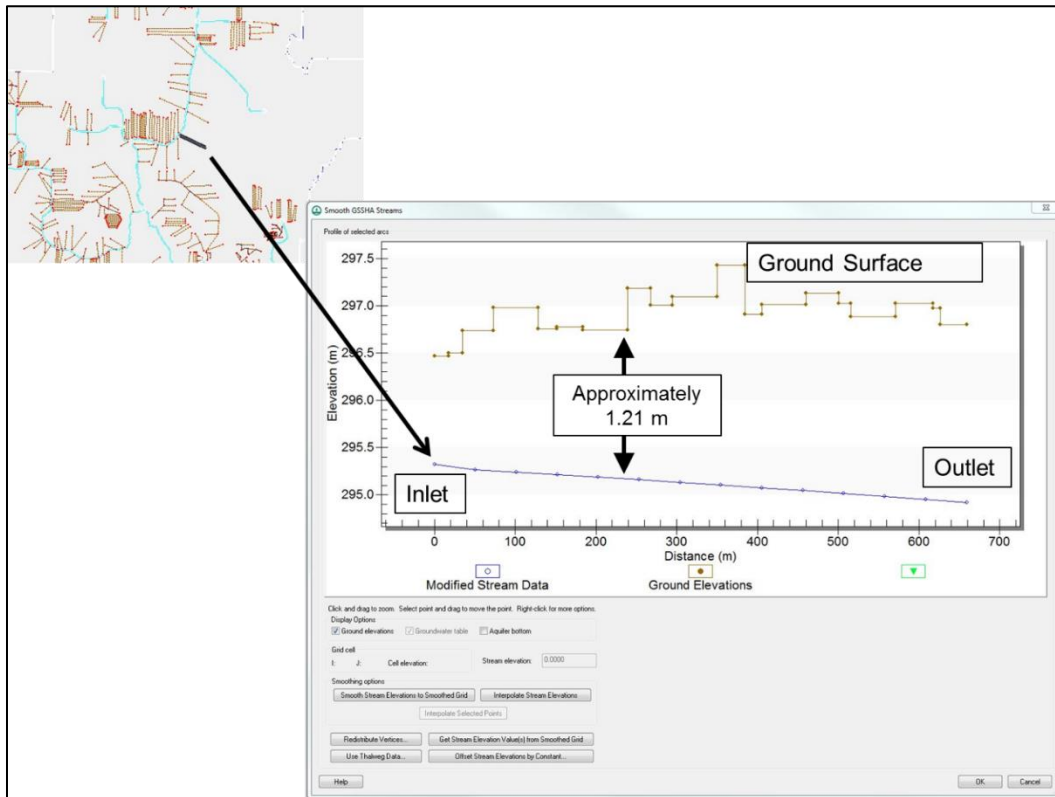 Smooth GSSHA Streams
Profile of selected arcs
297.5
297.0
296.5
296.0
295.5
295.0
Elevation (m)
Ground Surface
Approximately
1.21 m
Inlet
Outlet
0 100 200 300 400 500 600 700
Distance (m)
Modified Stream Data Ground Elevations
Click and drag to zoom. Select point and drag to move the point. Right-click for more options.
Display Options
Ground elevations Groundwater table Aquifer bottom
Grid cell
I: J: Cell elevation: Stream elevation: 0.0000
Smoothing options
Smooth Stream Elevations to Smoothed Grid Interpolate Stream Elevations
Interpolate Selected Points
Redistribute Vertices... Get Stream Elevation Value(s) from Smoothed Grid
Use Thalweg Data... Offset Stream Elevations by Constant...
Help OK Cancel